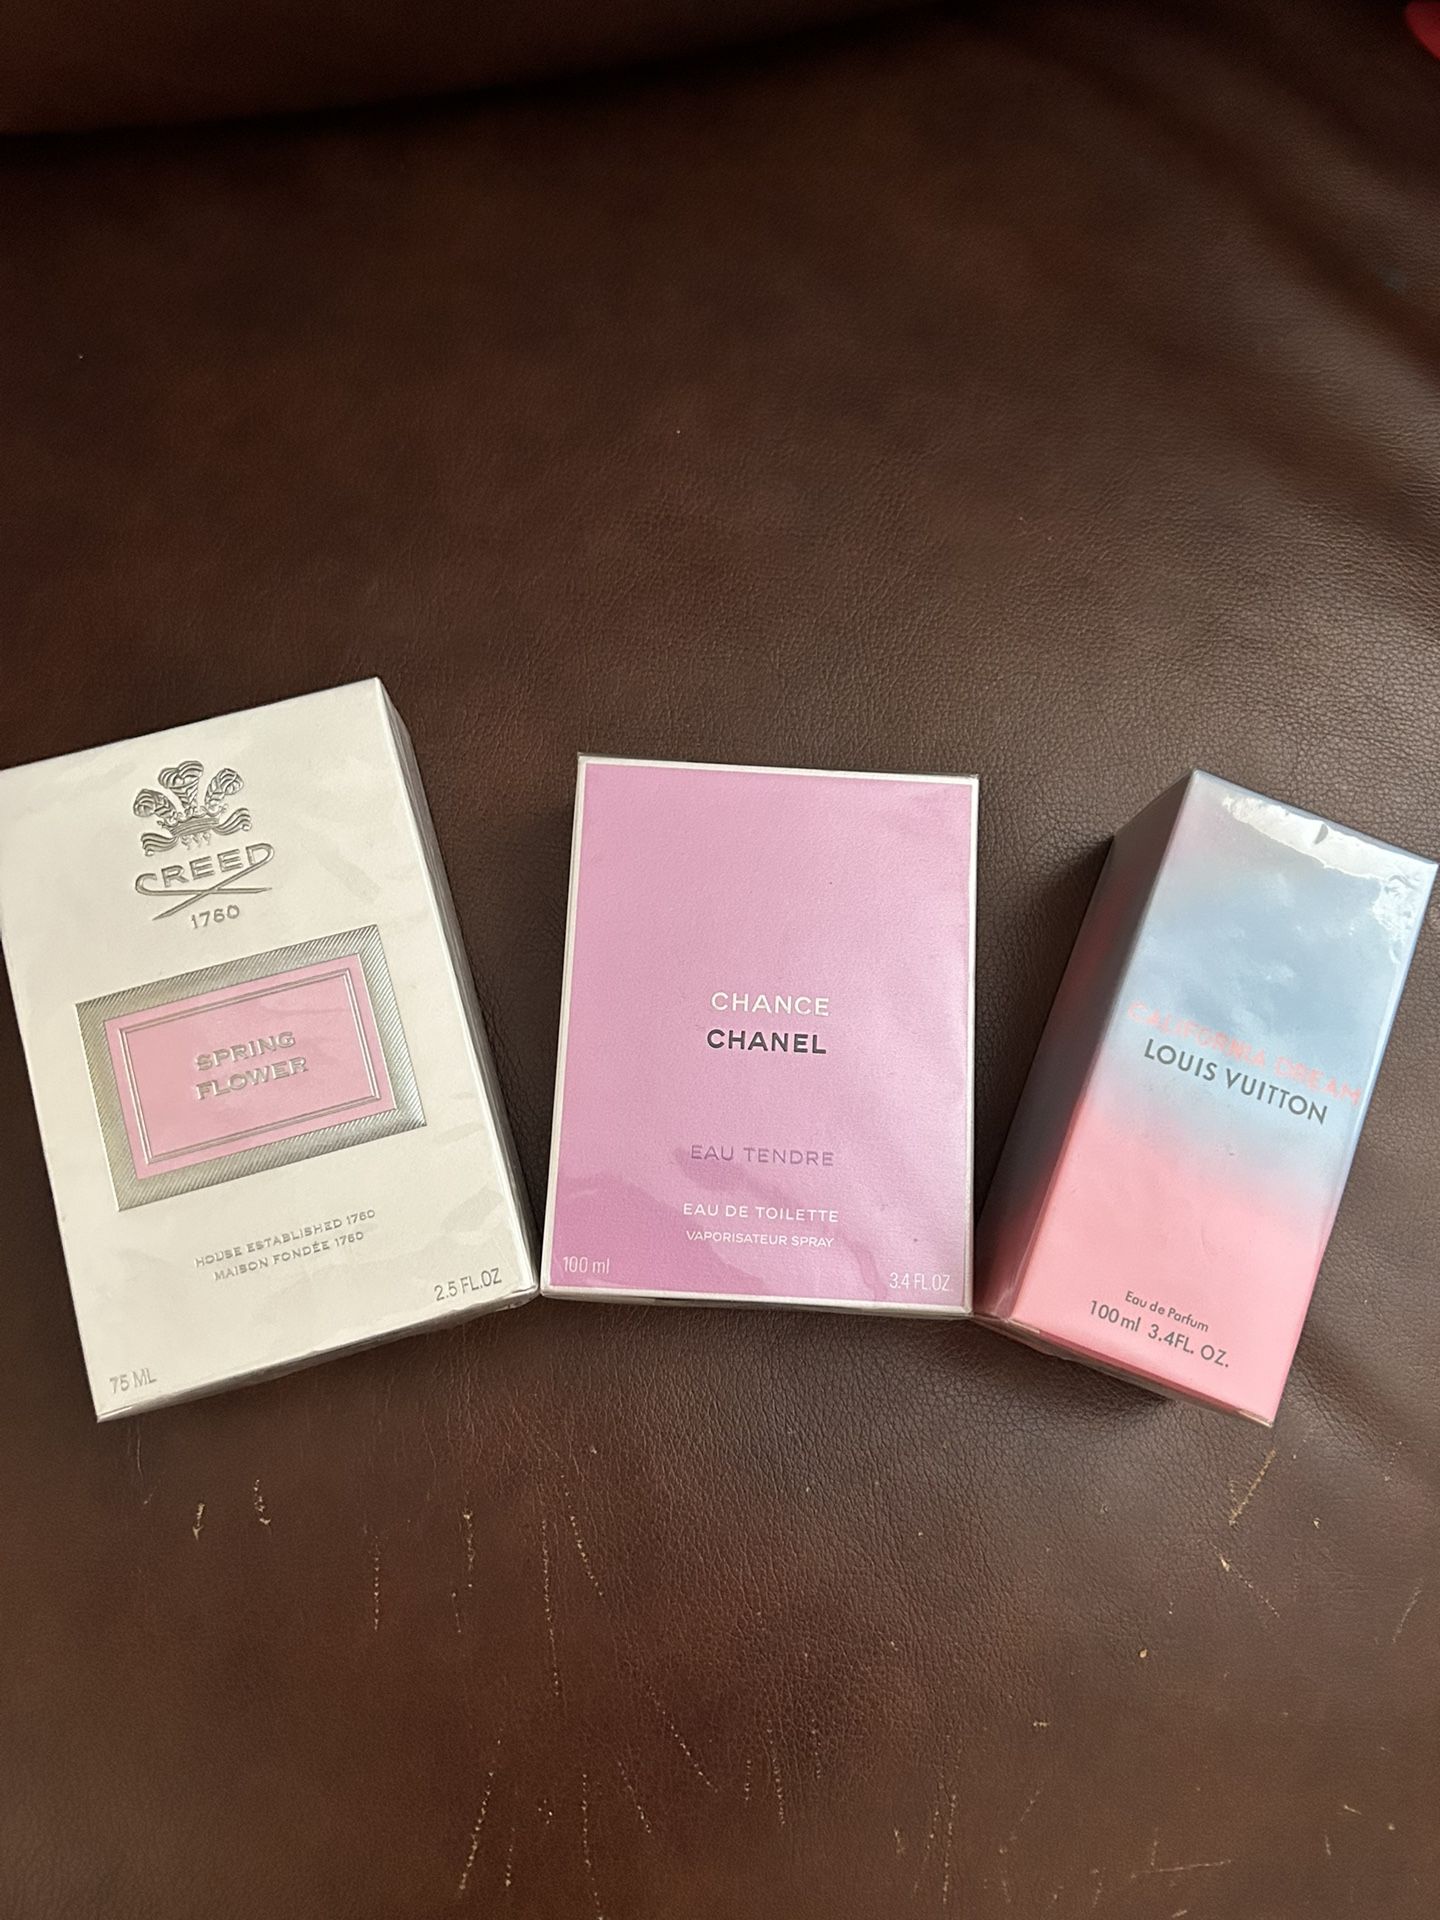 CREED
1760
SPRING
FLOWER
HOUSE ESTABLISHED 1760
MAISON FONDÉE 1760
2.5 FL.OZ
75 ML
CHANCE
CHANEL
EAU TENDRE
EAU DE TOILETTE
VAPORISATEUR SPRAY
100 ml
3.4 FL.OZ.
CALIFORNIA DREAM
LOUIS VUITTON
Eau de Parfum
100 ml 3.4FL. OZ.